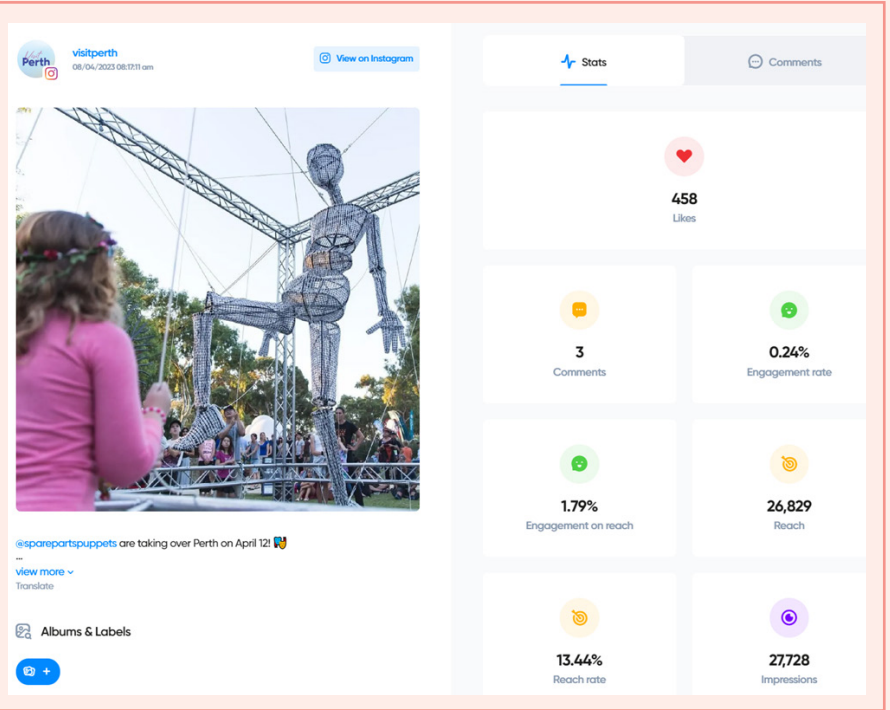 Visit
Perth
visitperth
08/04/2023 08:17:11 am
View on Instagram
@sparepartspuppets are taking over Perth on April 12!
...
view more
Translate
Albums & Labels
+
Stats
Comments
458
Likes
3
Comments
0.24%
Engagement rate
1.79%
Engagement on reach
26,829
Reach
13.44%
Reach rate
27,728
Impressions